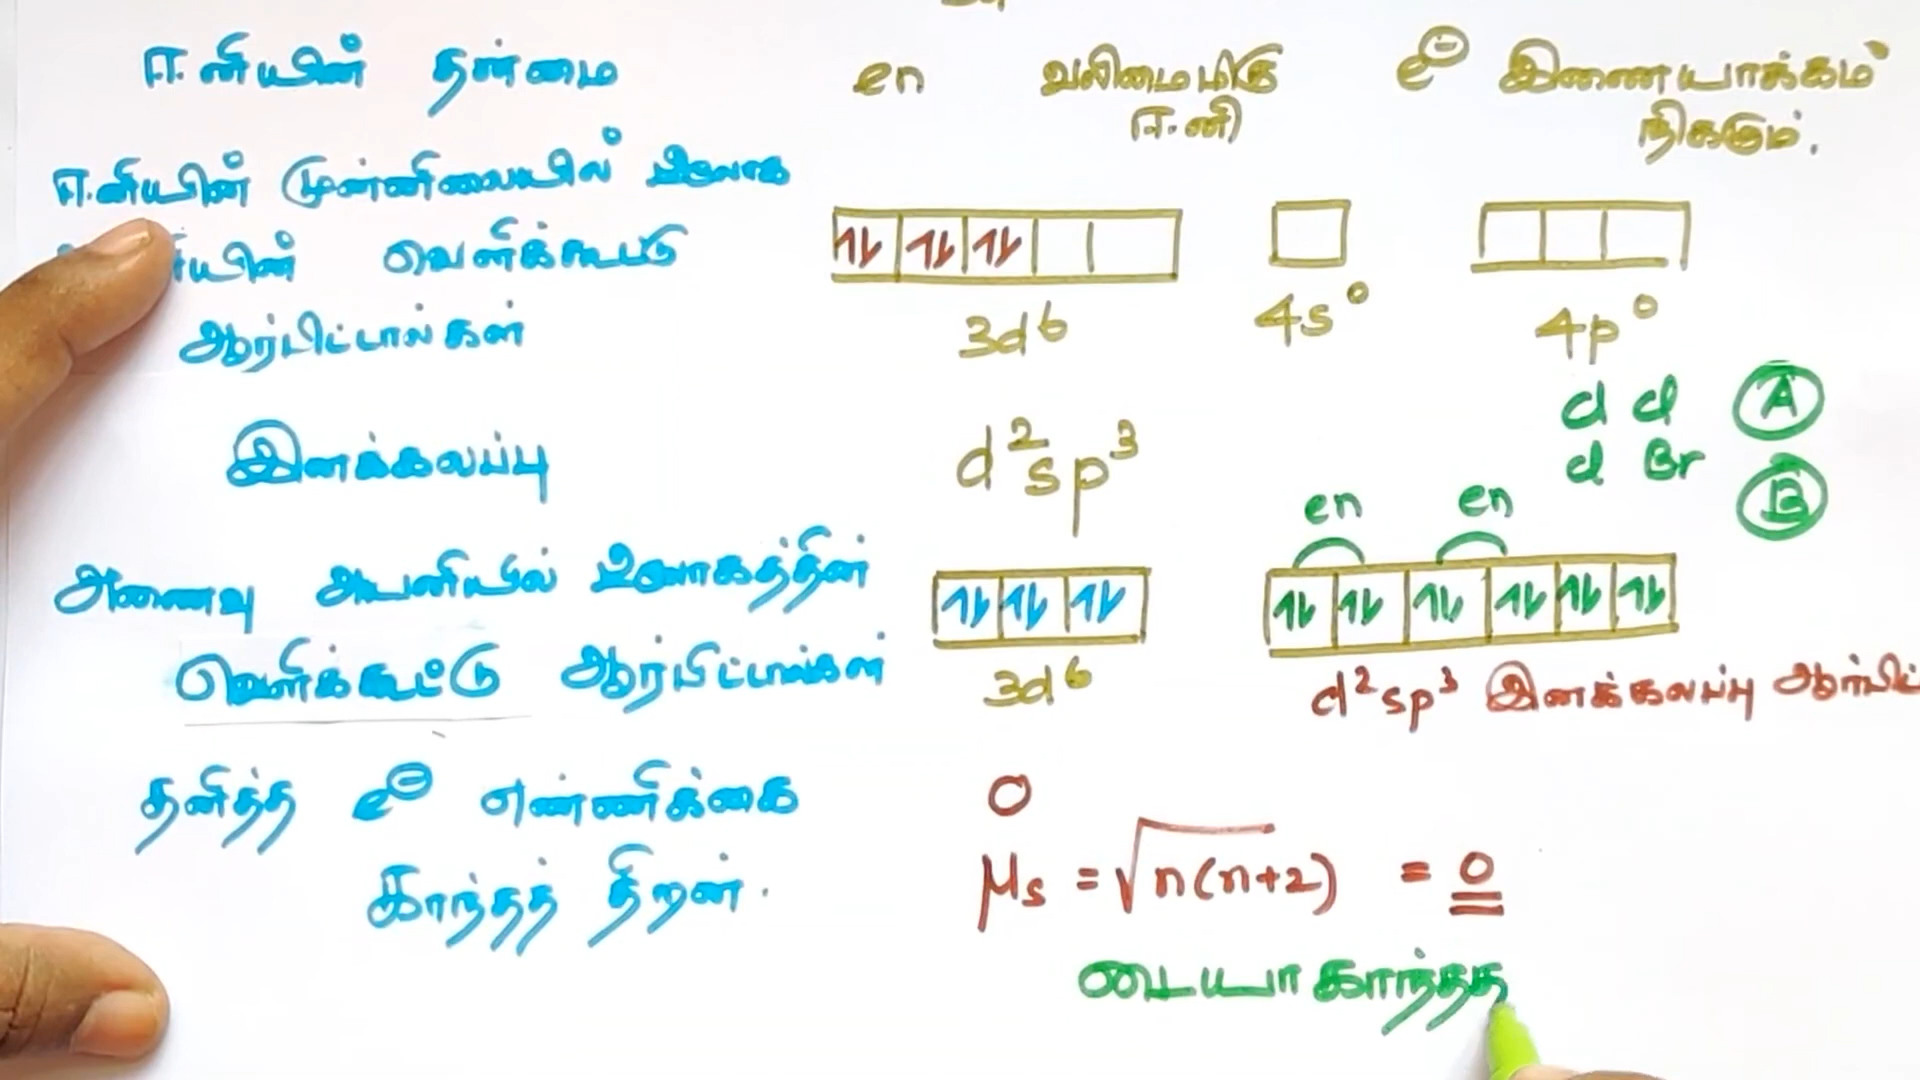 ஈனியின் தன்மை en வலிமைமிகு e⊖ இணையாக்கம்
ஈ.னி நிகழும்.
ஈ.னியின் முன்னிலையில் உலோக
யின் வெளிக்கூட்டு
ஆர்பிட்டால்கள்
⥮ ⥮ ⥮
3d⁶ 4s⁰ 4p⁰
இனக்கலப்பு d²sp³
Cl Cl A
Cl Br B
en en
அணைவு அயனியில் உலோகத்தின்
வெளிக்கூட்டு ஆர்பிட்டால்கள்
⥮ ⥮ ⥮ ⥮ ⥮ ⥮ ⥮ ⥮ ⥮
3d⁶ d²sp³ இனக்கலப்பு ஆர்பிட்
தனித்த e⊖ எண்ணிக்கை 0
காந்தத் திறன். μs = √n(n+2) = 0
டையா காந்தத